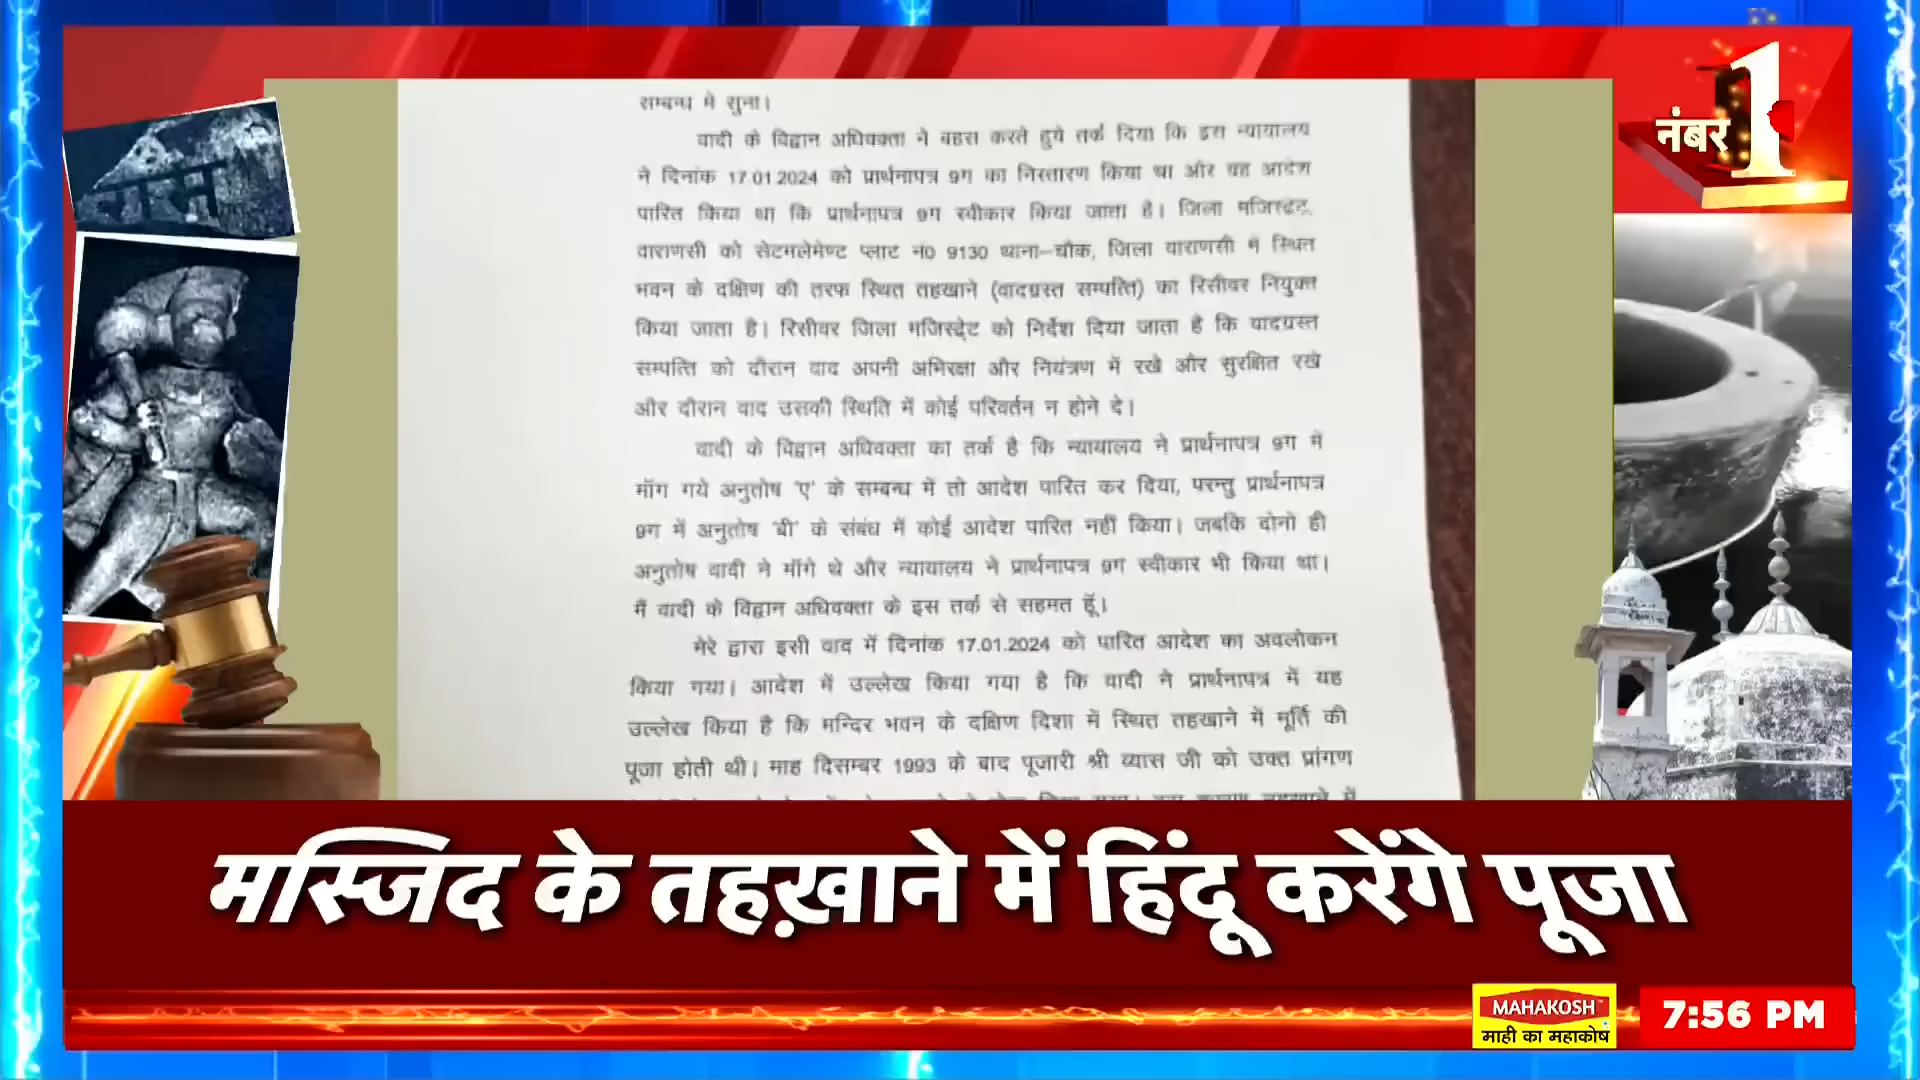 राम
नंबर 1
सम्बन्ध मे सुना।
वादी के विद्वान अधिवक्ता ने बहस करते हुये तर्क दिया कि इस न्यायालय
ने दिनांक 17.01.2024 को प्रार्थनापत्र 9ग का निस्तारण किया था और यह आदेश
पारित किया था कि प्रार्थनापत्र 9ग स्वीकार किया जाता है। जिला मजिस्ट्रेट,
वाराणसी को सेटमलेमेण्ट प्लाट नं0 9130 थाना–चौक, जिला वाराणसी में स्थित
भवन के दक्षिण की तरफ स्थित तहखाने (वादग्रस्त सम्पत्ति) का रिसीवर नियुक्त
किया जाता है। रिसीवर जिला मजिस्ट्रेट को निर्देश दिया जाता है कि वादग्रस्त
सम्पत्ति को दौरान वाद अपनी अभिरक्षा और नियंत्रण में रखे और सुरक्षित रखे
और दौरान वाद उसकी स्थिति में कोई परिवर्तन न होने दे।
वादी के विद्वान अधिवक्ता का तर्क है कि न्यायालय ने प्रार्थनापत्र 9ग में
माँग गये अनुतोष 'ए' के सम्बन्ध में तो आदेश पारित कर दिया, परन्तु प्रार्थनापत्र
9ग में अनुतोष 'बी' के संबंध में कोई आदेश पारित नहीं किया। जबकि दोनो ही
अनुतोष वादी ने माँगे थे और न्यायालय ने प्रार्थनापत्र 9ग स्वीकार भी किया था।
मैं वादी के विद्वान अधिवक्ता के इस तर्क से सहमत हूँ।
मेरे द्वारा इसी वाद में दिनांक 17.01.2024 को पारित आदेश का अवलोकन
किया गया। आदेश में उल्लेख किया गया है कि वादी ने प्रार्थनापत्र में यह
उल्लेख किया है कि मन्दिर भवन के दक्षिण दिशा में स्थित तहखाने में मूर्ति की
पूजा होती थी। माह दिसम्बर 1993 के बाद पूजारी श्री व्यास जी को उक्त प्रांगण
मस्जिद के तहख़ाने में हिंदू करेंगे पूजा
MAHAKOSH
माही का महाकोष
7:56 PM